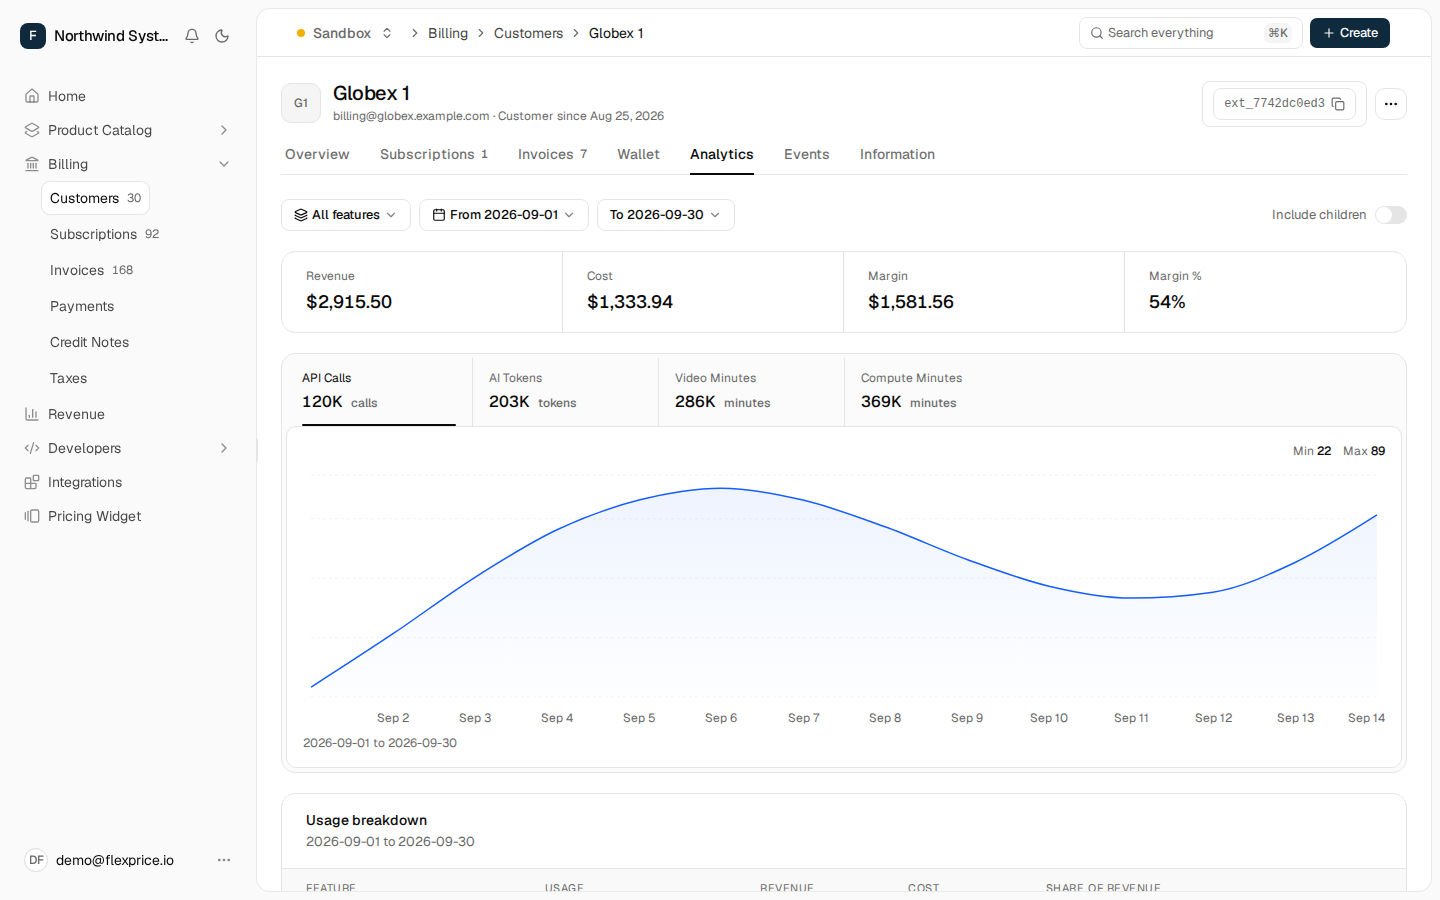 F Northwind Syst...
Home
Product Catalog
Billing
Customers 30
Subscriptions 92
Invoices 168
Payments
Credit Notes
Taxes
Revenue
Developers
Integrations
Pricing Widget
DF demo@flexprice.io
Sandbox Billing Customers Globex 1
Search everything ⌘K
Create
G1
Globex 1
billing@globex.example.com · Customer since Aug 25, 2026
ext_7742dc0ed3
Overview Subscriptions 1 Invoices 7 Wallet Analytics Events Information
All features From 2026-09-01 To 2026-09-30 Include children
Revenue Cost Margin Margin %
$2,915.50 $1,333.94 $1,581.56 54%
API Calls AI Tokens Video Minutes Compute Minutes
120K calls 203K tokens 286K minutes 369K minutes
Min 22 Max 89
Sep 2 Sep 3 Sep 4 Sep 5 Sep 6 Sep 7 Sep 8 Sep 9 Sep 10 Sep 11 Sep 12 Sep 13 Sep 14
2026-09-01 to 2026-09-30
Usage breakdown
2026-09-01 to 2026-09-30
FEATURE USAGE REVENUE COST SHARE OF REVENUE